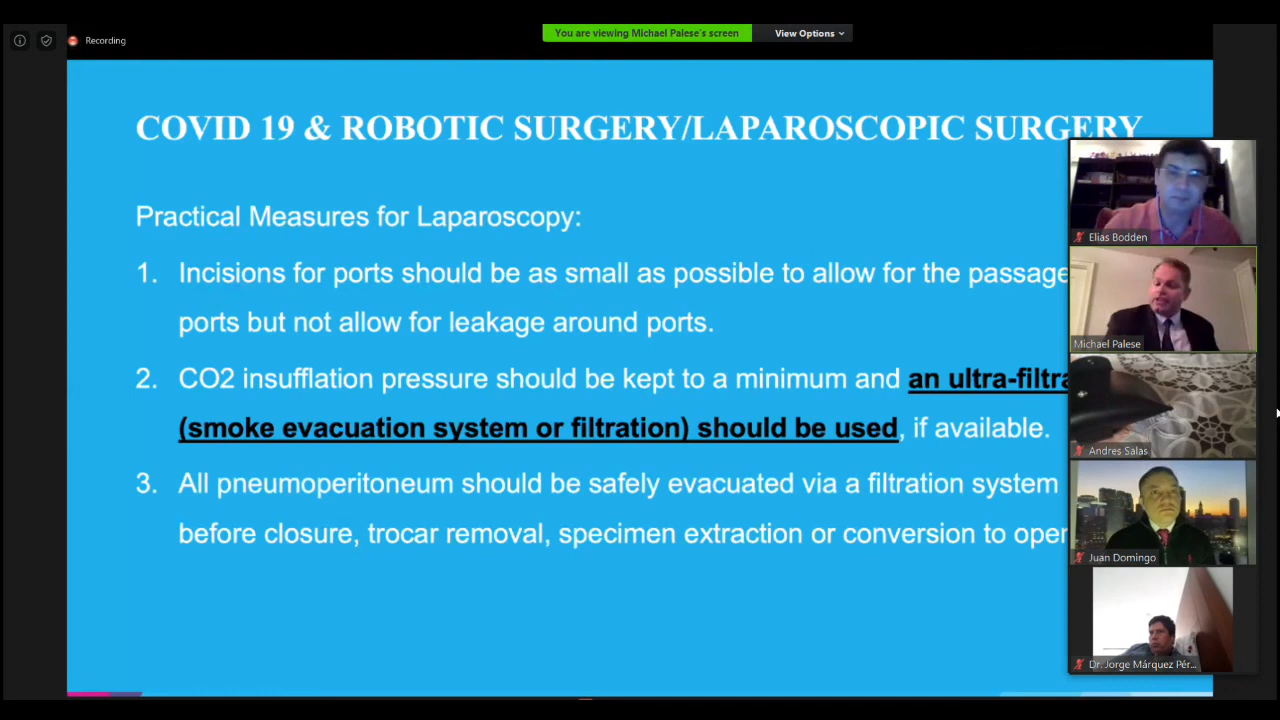 You are viewing Michael Palese's screen
View Options
Recording
COVID 19 & ROBOTIC SURGERY/LAPAROSCOPIC SURGERY
Practical Measures for Laparoscopy:
1. Incisions for ports should be as small as possible to allow for the passage
ports but not allow for leakage around ports.
2. CO2 insufflation pressure should be kept to a minimum and an ultra-filtra
(smoke evacuation system or filtration) should be used, if available.
3. All pneumoperitoneum should be safely evacuated via a filtration system
before closure, trocar removal, specimen extraction or conversion to open
Elias Bodden
Michael Palese
Andres Salas
Juan Domingo
Dr. Jorge Márquez Pér...